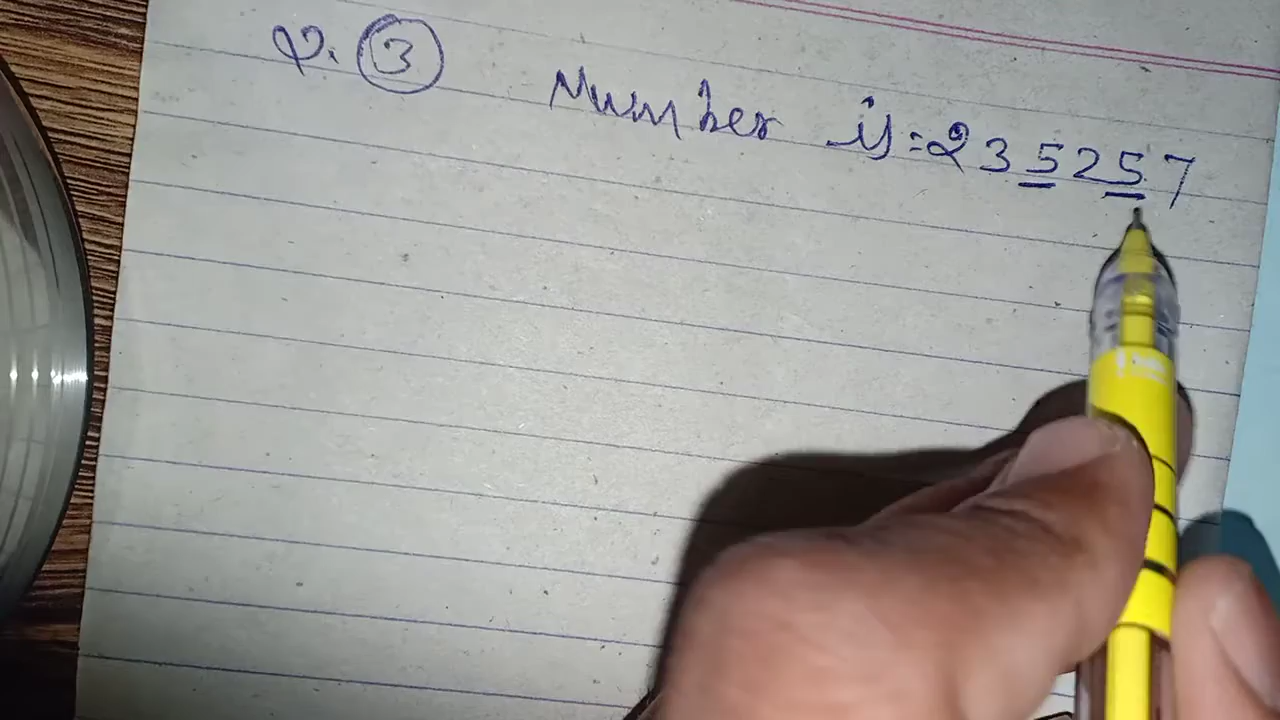 Q. 3 Number is = 235257